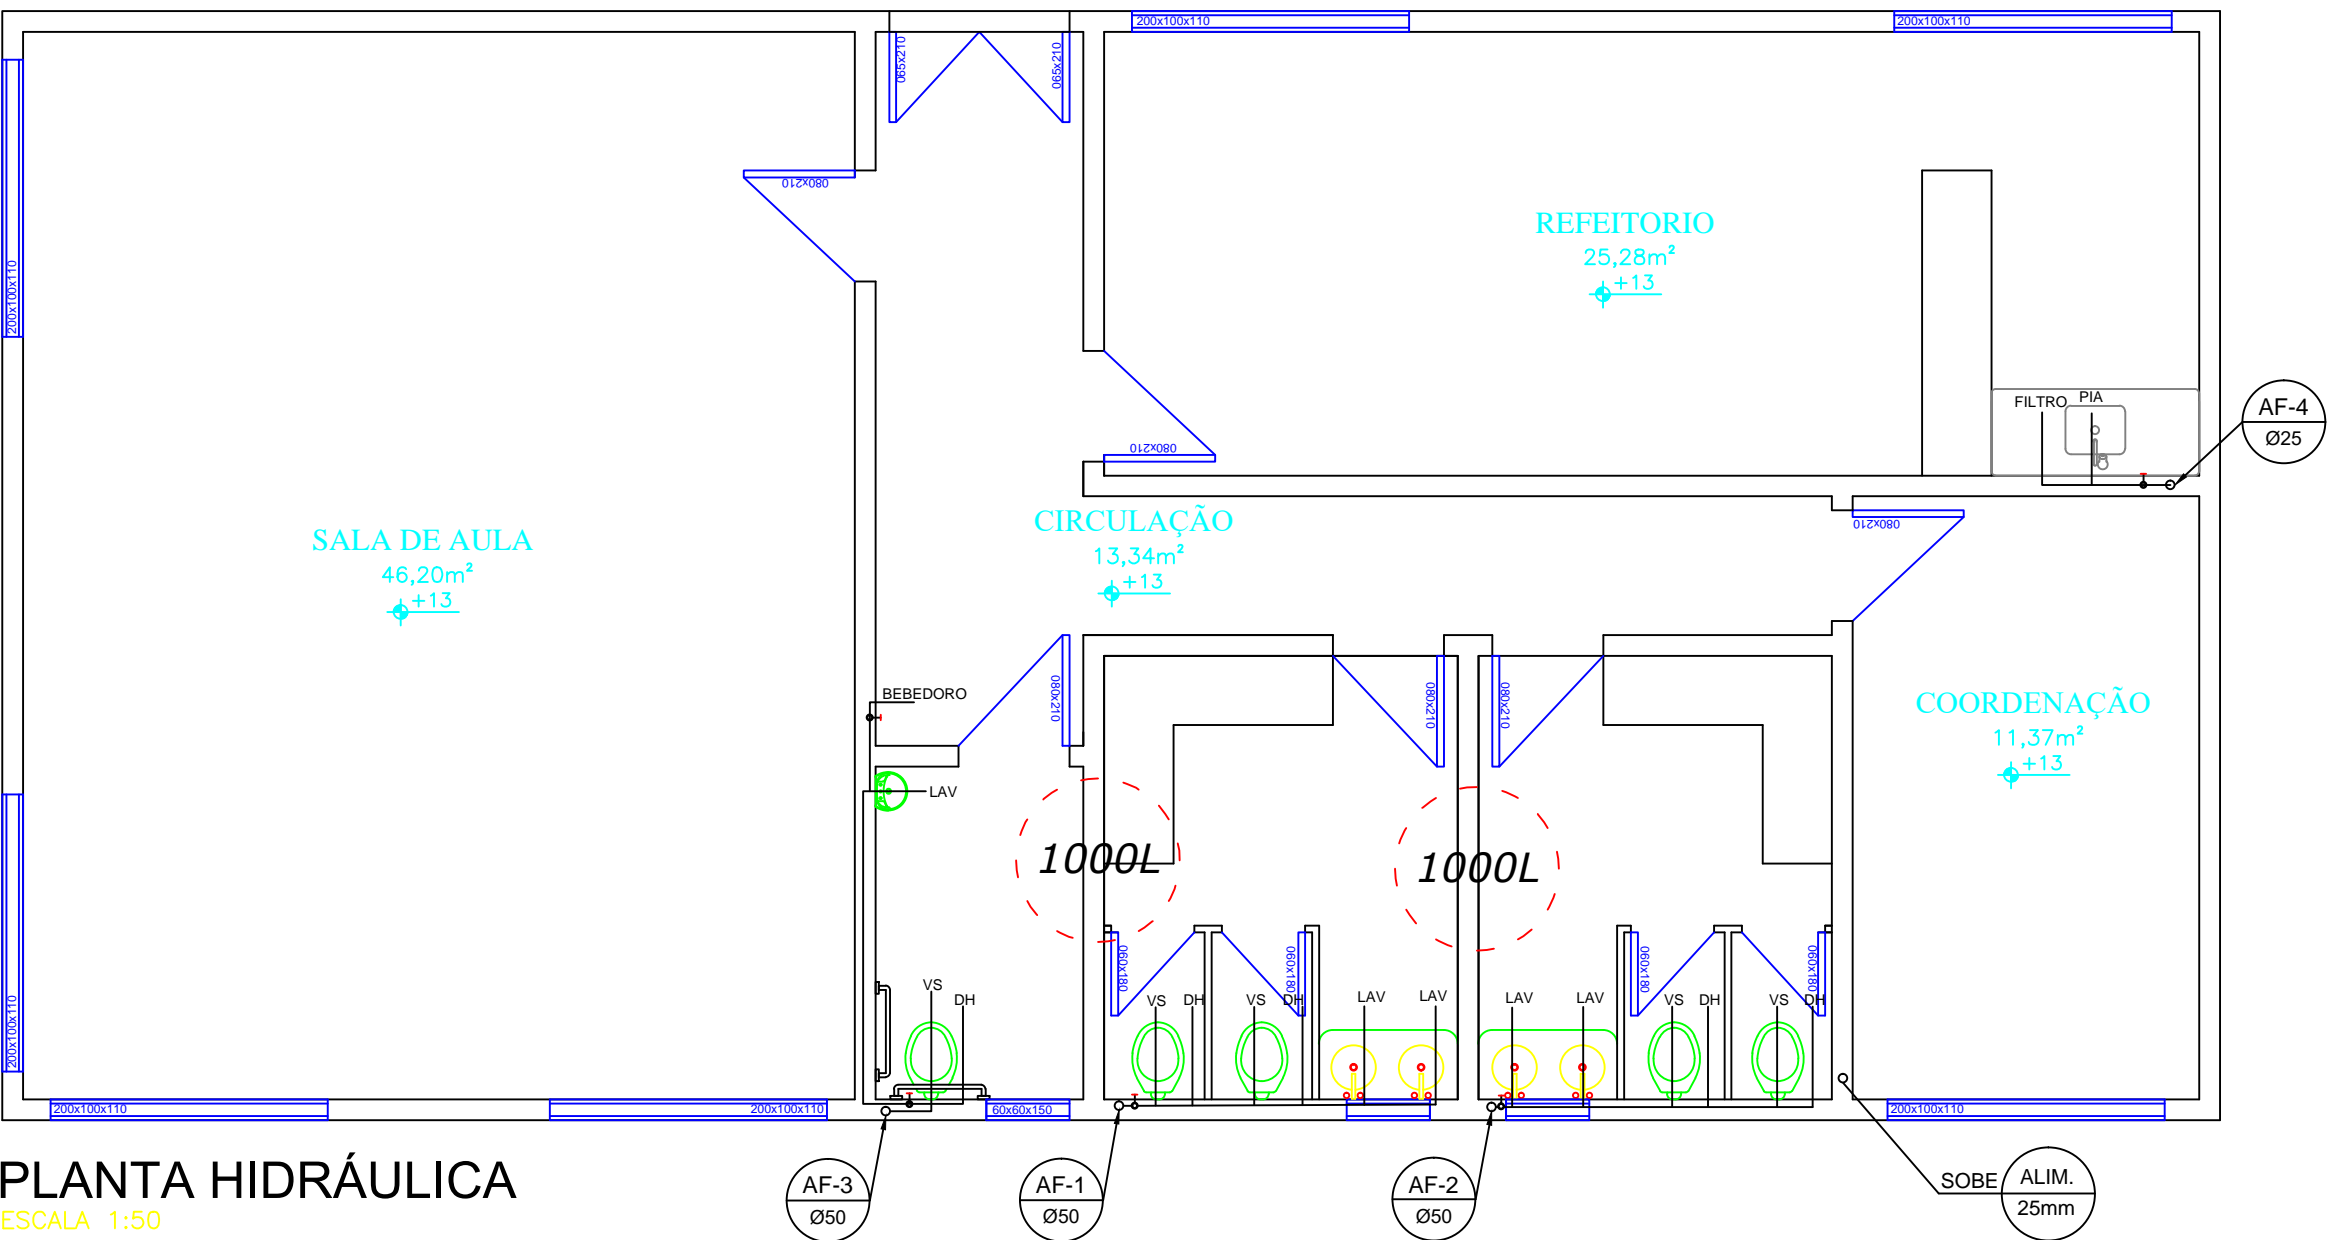 200x100x110
200x100x110
065x210
065x210
080x210
REFEITORIO
25,28m²
+13
200x100x110
080x210
FILTRO
PIA
AF-4
Ø25
SALA DE AULA
46,20m²
+13
CIRCULAÇÃO
13,34m²
+13
080x210
BEBEDORO
080x210
080x210
080x210
COORDENAÇÃO
11,37m²
+13
LAV
1000L
1000L
060x180
060x180
060x180
060x180
VS
DH
VS
DH
VS
DH
LAV
LAV
LAV
LAV
VS
DH
VS
DH
200x100x110
200x100x110
200x100x110
60x60x150
200x100x110
PLANTA HIDRÁULICA
ESCALA 1:50
AF-3
Ø50
AF-1
Ø50
AF-2
Ø50
SOBE
ALIM.
25mm